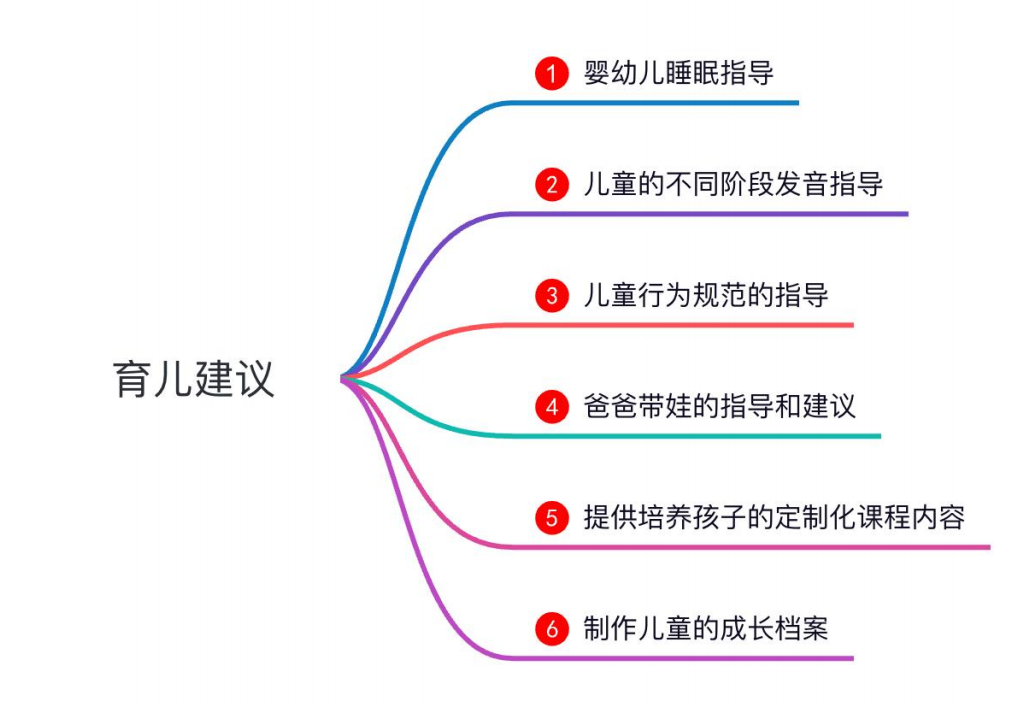 育儿建议
1 婴幼儿睡眠指导
2 儿童的不同阶段发音指导
3 儿童行为规范的指导
4 爸爸带娃的指导和建议
5 提供培养孩子的定制化课程内容
6 制作儿童的成长档案